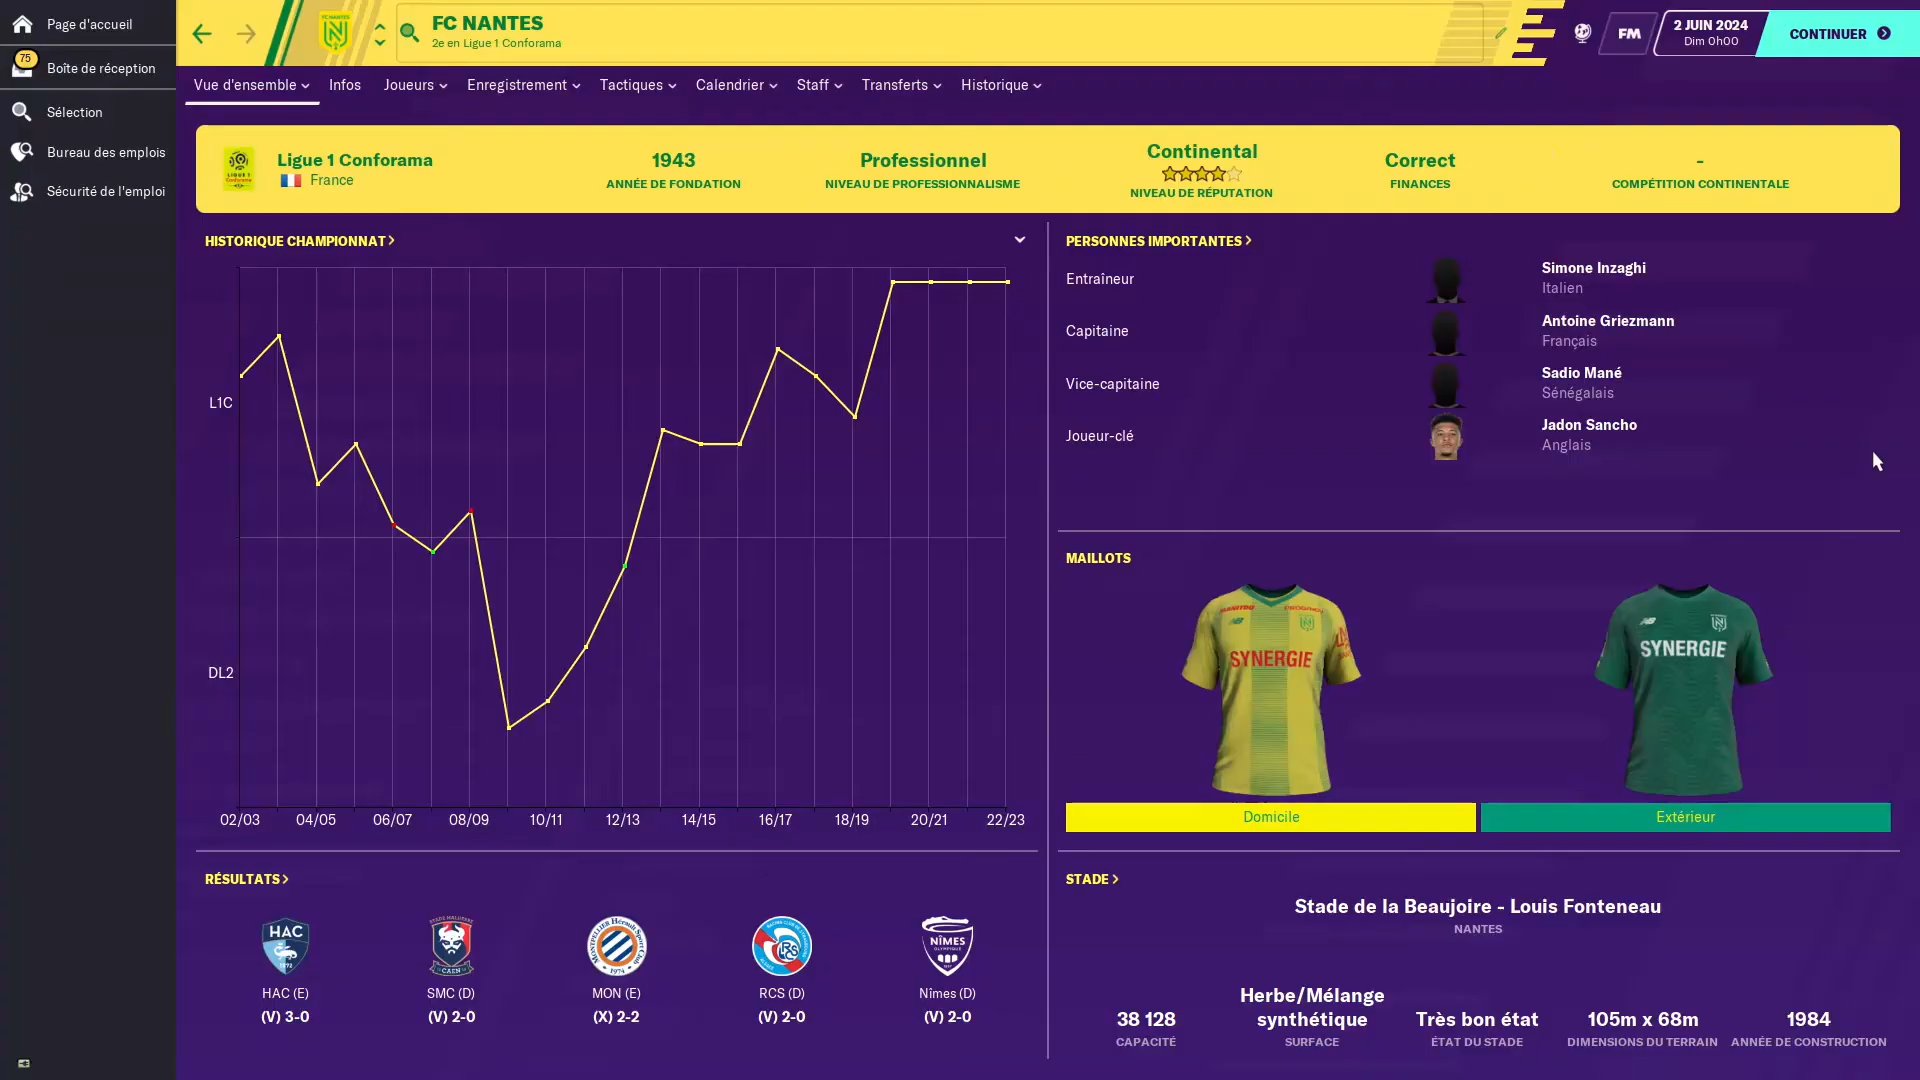 Page d'accueil
75
Boîte de réception
Sélection
Bureau des emplois
Sécurité de l'emploi
FC NANTES
2e en Ligue 1 Conforama
FM
2 JUIN 2024
Dim 0h00
CONTINUER
Vue d'ensemble
Infos
Joueurs
Enregistrement
Tactiques
Calendrier
Staff
Transferts
Historique
Ligue 1 Conforama
France
1943
ANNÉE DE FONDATION
Professionnel
NIVEAU DE PROFESSIONNALISME
Continental
NIVEAU DE RÉPUTATION
Correct
FINANCES
-
COMPÉTITION CONTINENTALE
HISTORIQUE CHAMPIONNAT
L1C
DL2
02/03
04/05
06/07
08/09
10/11
12/13
14/15
16/17
18/19
20/21
22/23
PERSONNES IMPORTANTES
Entraîneur
Simone Inzaghi
Italien
Capitaine
Antoine Griezmann
Français
Vice-capitaine
Sadio Mané
Sénégalais
Joueur-clé
Jadon Sancho
Anglais
MAILLOTS
SYNERGIE
SYNERGIE
Domicile
Extérieur
RÉSULTATS
HAC
CAEN
1974
NÎMES
HAC (E)
(V) 3-0
SMC (D)
(V) 2-0
MON (E)
(X) 2-2
RCS (D)
(V) 2-0
Nîmes (D)
(V) 2-0
STADE
Stade de la Beaujoire - Louis Fonteneau
NANTES
38 128
CAPACITÉ
Herbe/Mélange
synthétique
SURFACE
Très bon état
ÉTAT DU STADE
105m x 68m
DIMENSIONS DU TERRAIN
1984
ANNÉE DE CONSTRUCTION